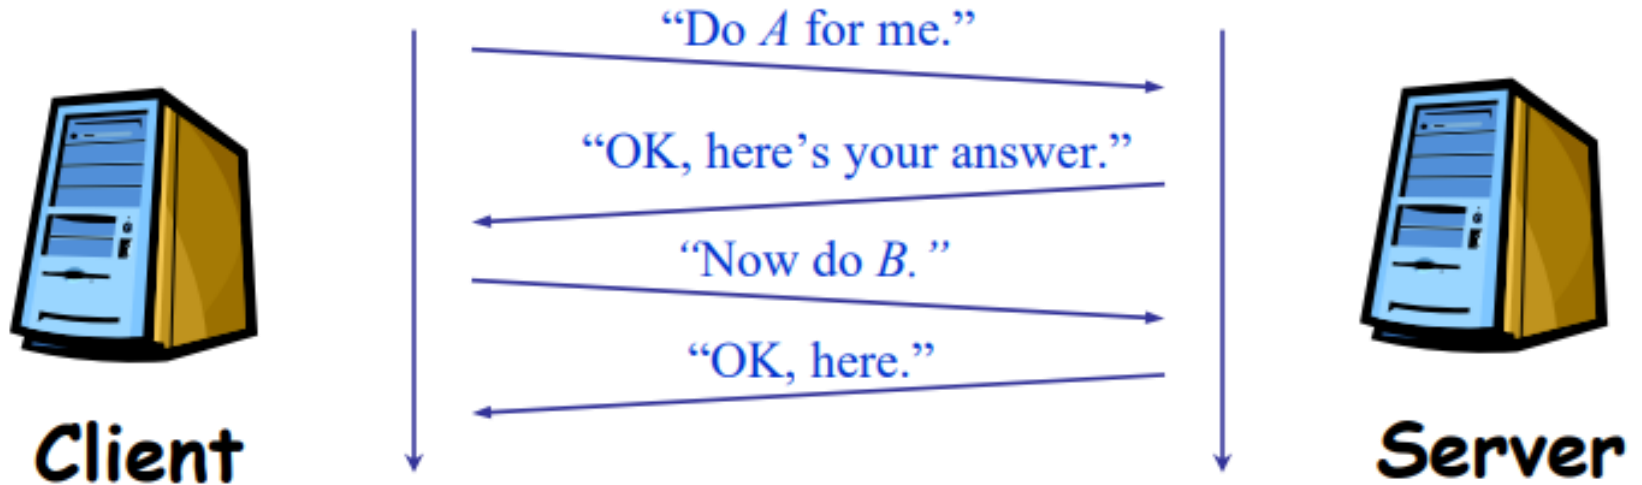 “Do A for me.”
“OK, here’s your answer.”
“Now do B.”
“OK, here.”
Client
Server